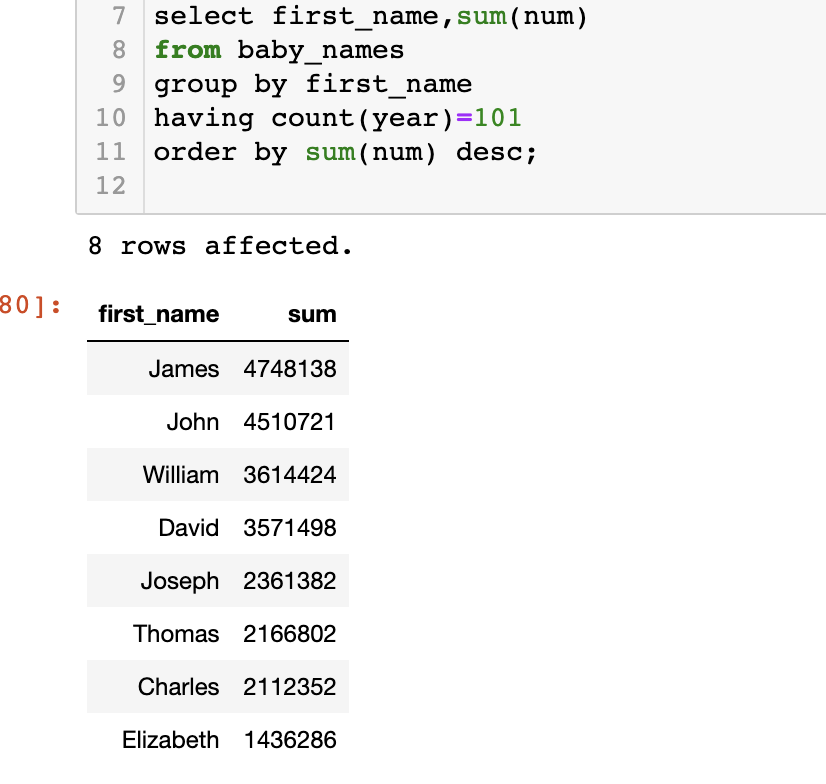 7 select first_name,sum(num)
8 from baby_names
9 group by first_name
10 having count(year)=101
11 order by sum(num) desc;
12
8 rows affected.
80]:
first_name sum
James 4748138
John 4510721
William 3614424
David 3571498
Joseph 2361382
Thomas 2166802
Charles 2112352
Elizabeth 1436286